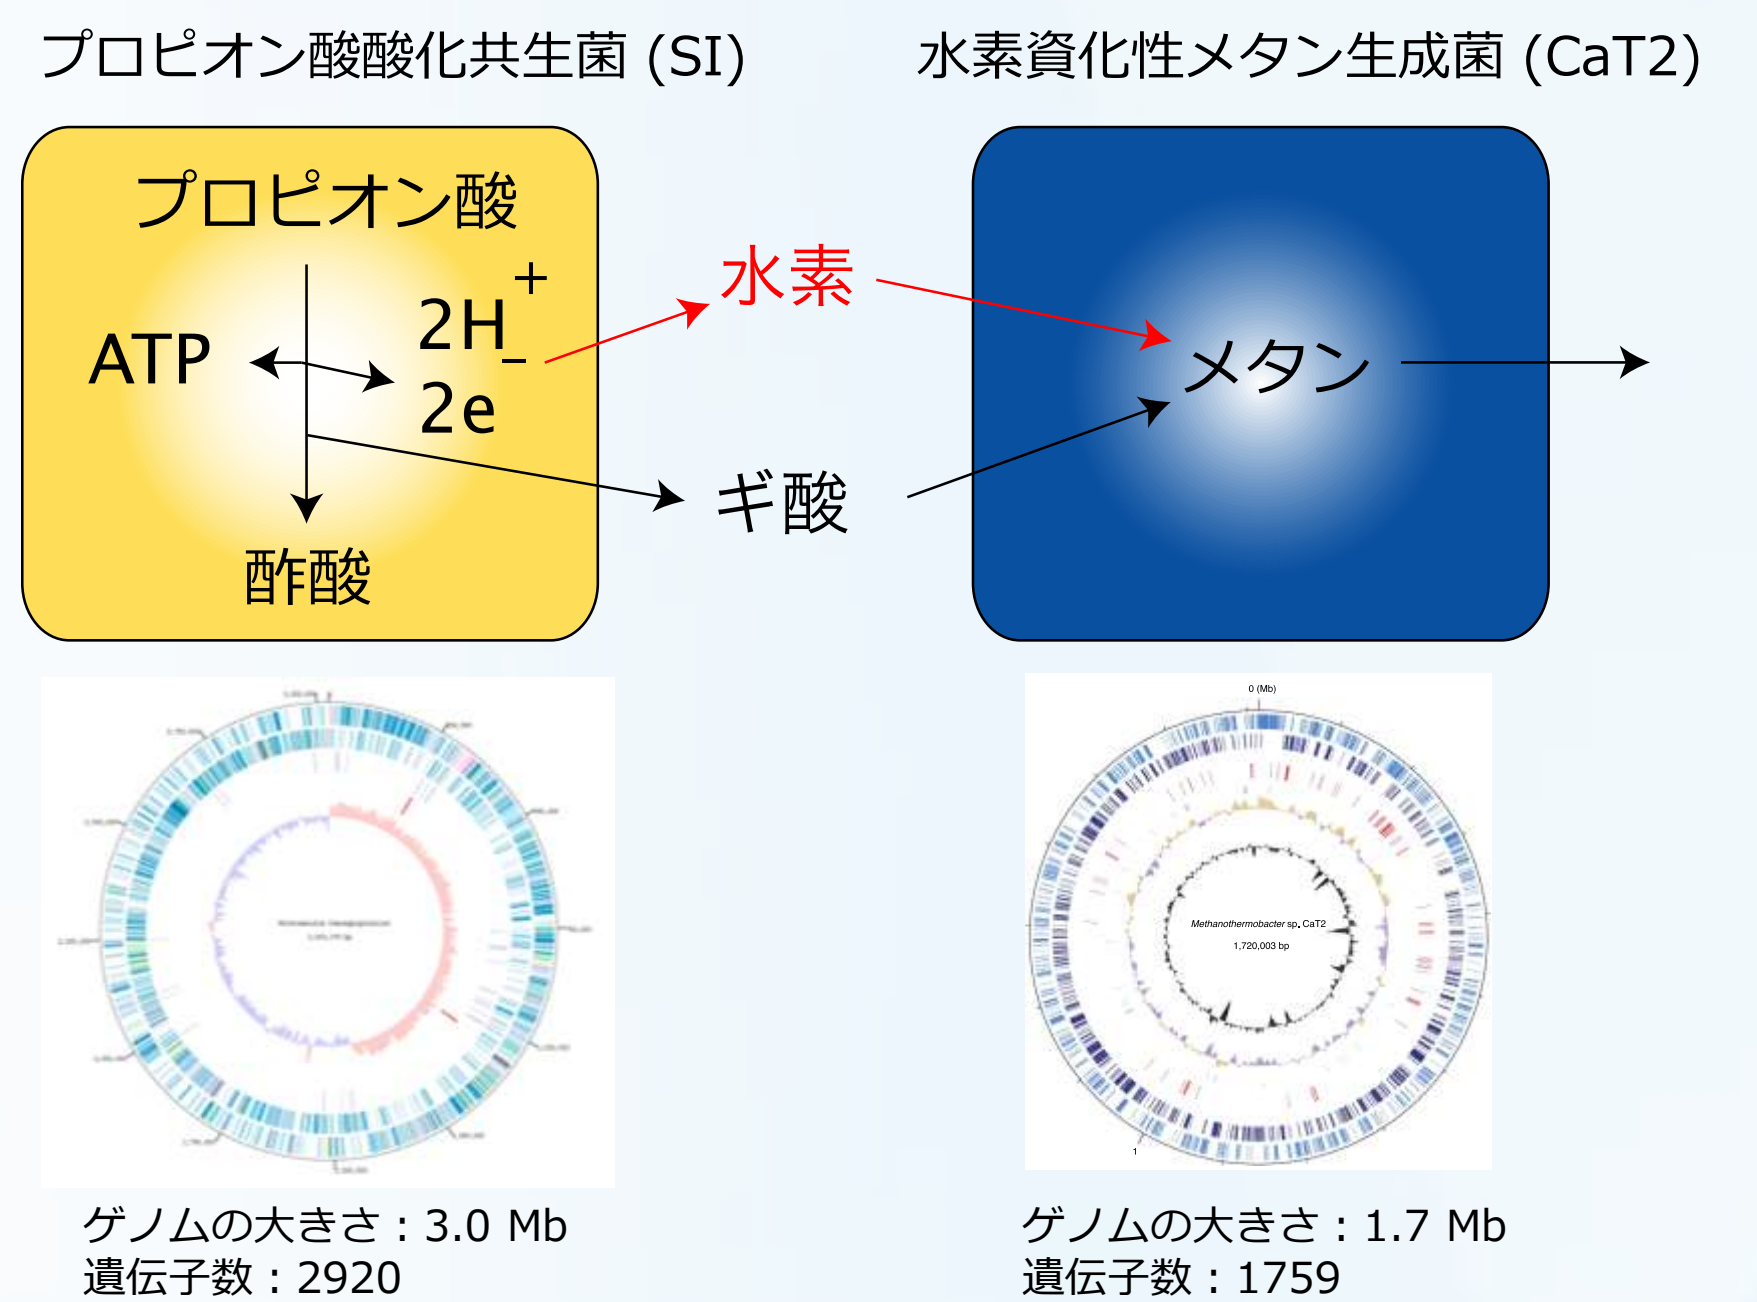 プロピオン酸酸化共生菌 (SI)
水素資化性メタン生成菌 (CaT2)
プロピオン酸
ATP
2H+
2e−
酢酸
水素
ギ酸
メタン
0 (Mb)
Methanothermobacter sp. CaT2
1,720,003 bp
1
ゲノムの大きさ：3.0 Mb
遺伝子数：2920
ゲノムの大きさ：1.7 Mb
遺伝子数：1759